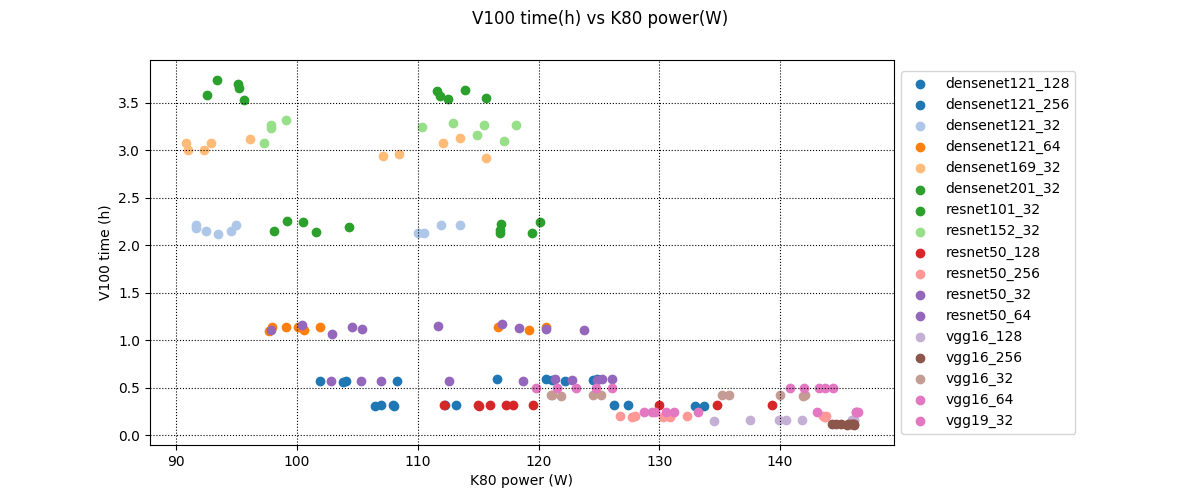 V100 time(h) vs K80 power(W)
V100 time (h)
3.5
3.0
2.5
2.0
1.5
1.0
0.5
0.0
90
100
110
120
130
140
K80 power (W)
densenet121_128
densenet121_256
densenet121_32
densenet121_64
densenet169_32
densenet201_32
resnet101_32
resnet152_32
resnet50_128
resnet50_256
resnet50_32
resnet50_64
vgg16_128
vgg16_256
vgg16_32
vgg16_64
vgg19_32